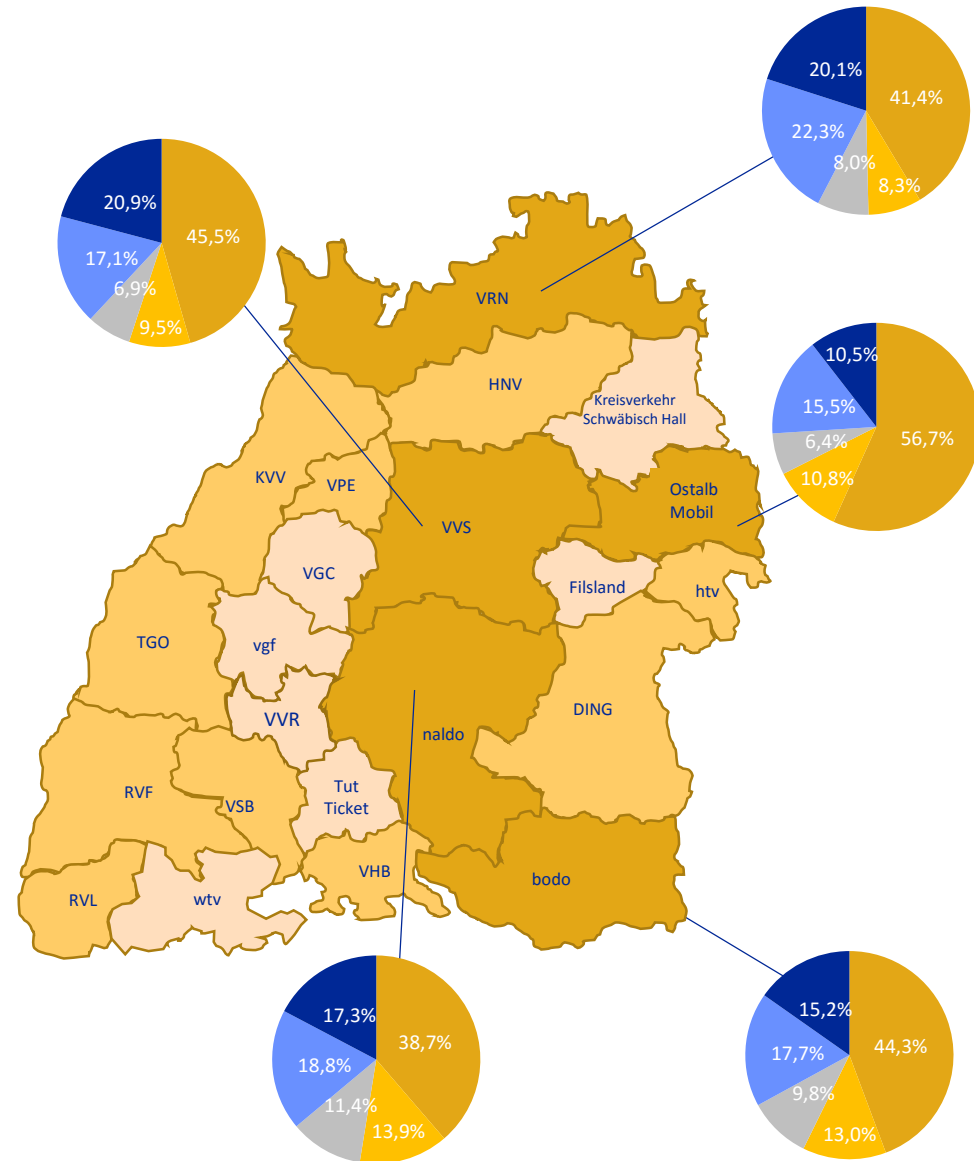 20,1%
41,4%
22,3%
8,0%
8,3%
20,9%
45,5%
17,1%
6,9%
9,5%
VRN
HNV
Kreisverkehr
Schwäbisch Hall
10,5%
15,5%
56,7%
6,4%
10,8%
KVV
VPE
VVS
Ostalb
Mobil
VGC
Filsland
htv
TGO
vgf
VVR
naldo
DING
RVF
VSB
Tut
Ticket
VHB
bodo
RVL
wtv
17,3%
38,7%
18,8%
11,4%
13,9%
15,2%
44,3%
17,7%
9,8%
13,0%